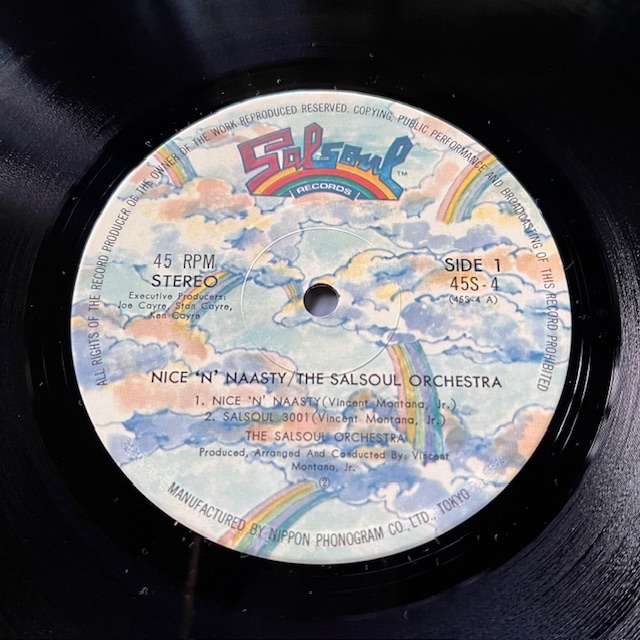 ALL RIGHTS OF THE RECORD PRODUCER OF THE OWNER OF THE WORK REPRODUCED RESERVED. COPYING, PUBLIC PERFORMANCE AND BROADCASTING OF THIS RECORD PROHIBITED
Salsoul™
RECORDS
45 RPM
STEREO
Executive Producers:
Joe Cayre, Stan Cayre,
Ken Cayre
SIDE 1
45S-4
(45S-4 A)
NICE 'N' NAASTY/THE SALSOUL ORCHESTRA
1. NICE 'N' NAASTY(Vincent Montana, Jr.)
2. SALSOUL 3001(Vincent Montana, Jr.)
THE SALSOUL ORCHESTRA
Produced, Arranged And Conducted By: Vincent
Montana, Jr.
②
MANUFACTURED BY NIPPON PHONOGRAM CO., LTD., TOKYO